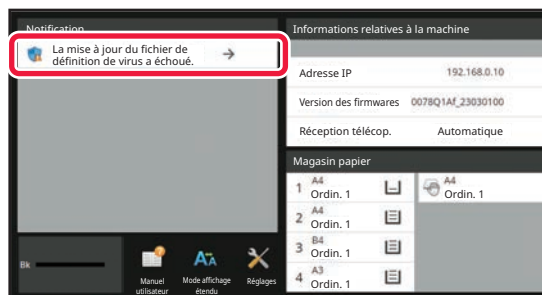 Notification
La mise à jour du fichier de
définition de virus a échoué.
Informations relatives à la machine
Adresse IP 192.168.0.10
Version des firmwares 0078Q1Af_23030100
Réception télécop. Automatique
Magasin papier
1 A4
Ordin. 1
A4
Ordin. 1
2 A4
Ordin. 1
3 B4
Ordin. 1
4 A3
Ordin. 1
Bk
Manuel
utilisateur
Mode affichage
étendu
Réglages